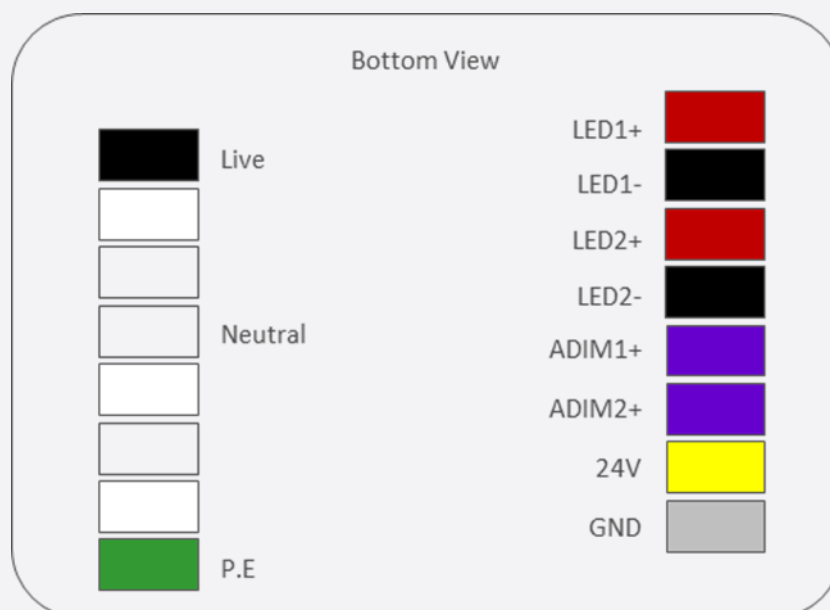 Bottom View
Live
Neutral
P.E
LED1+
LED1-
LED2+
LED2-
ADIM1+
ADIM2+
24V
GND